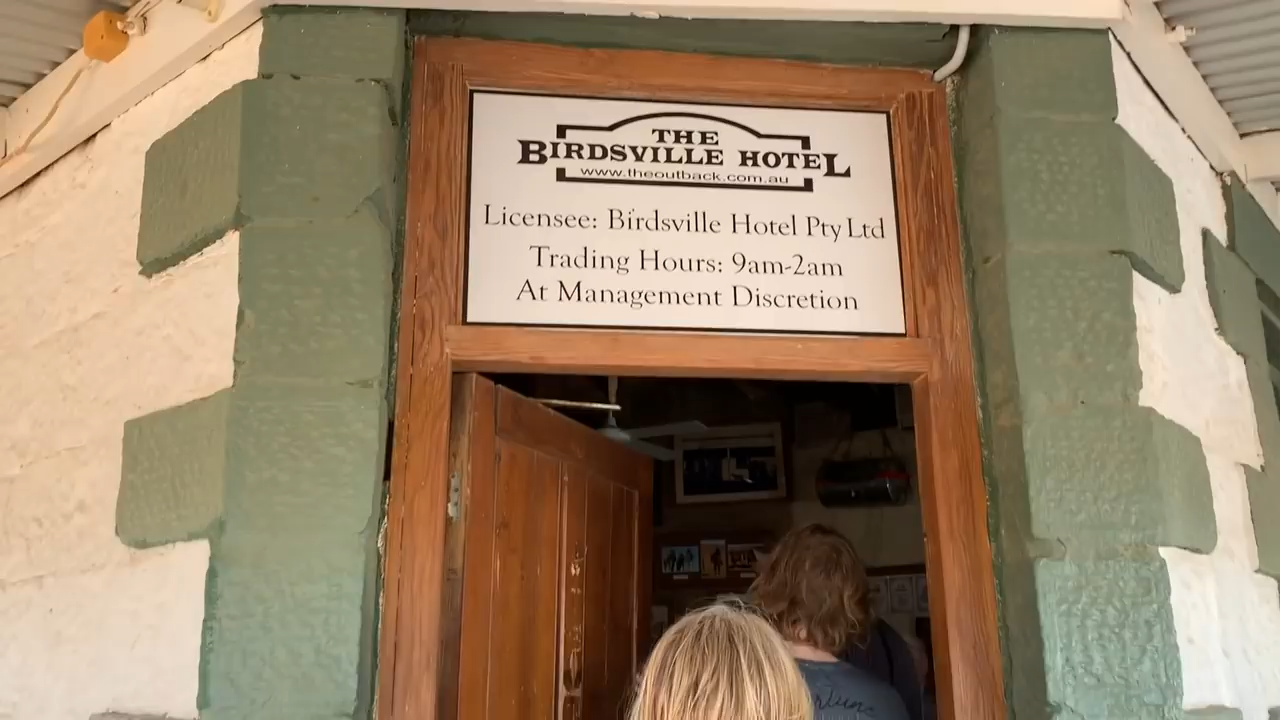 THE
BIRDSVILLE HOTEL
www.theoutback.com.au
Licensee: Birdsville Hotel Pty Ltd
Trading Hours: 9am-2am
At Management Discretion